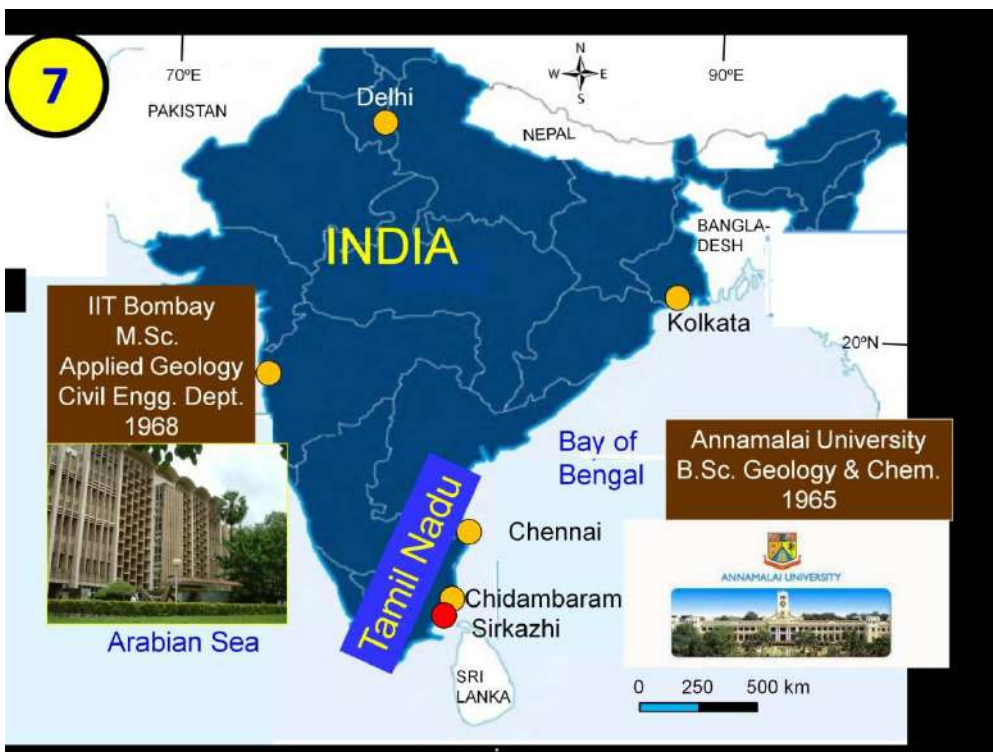 7
70ºE
90ºE
N
W E
S
PAKISTAN
Delhi
NEPAL
INDIA
BANGLA-
DESH
Kolkata
20ºN
IIT Bombay
M.Sc.
Applied Geology
Civil Engg. Dept.
1968
Arabian Sea
Bay of
Bengal
Annamalai University
B.Sc. Geology & Chem.
1965
ANNAMALAI UNIVERSITY
Tamil Nadu
Chennai
Chidambaram
Sirkazhi
SRI
LANKA
0 250 500 km